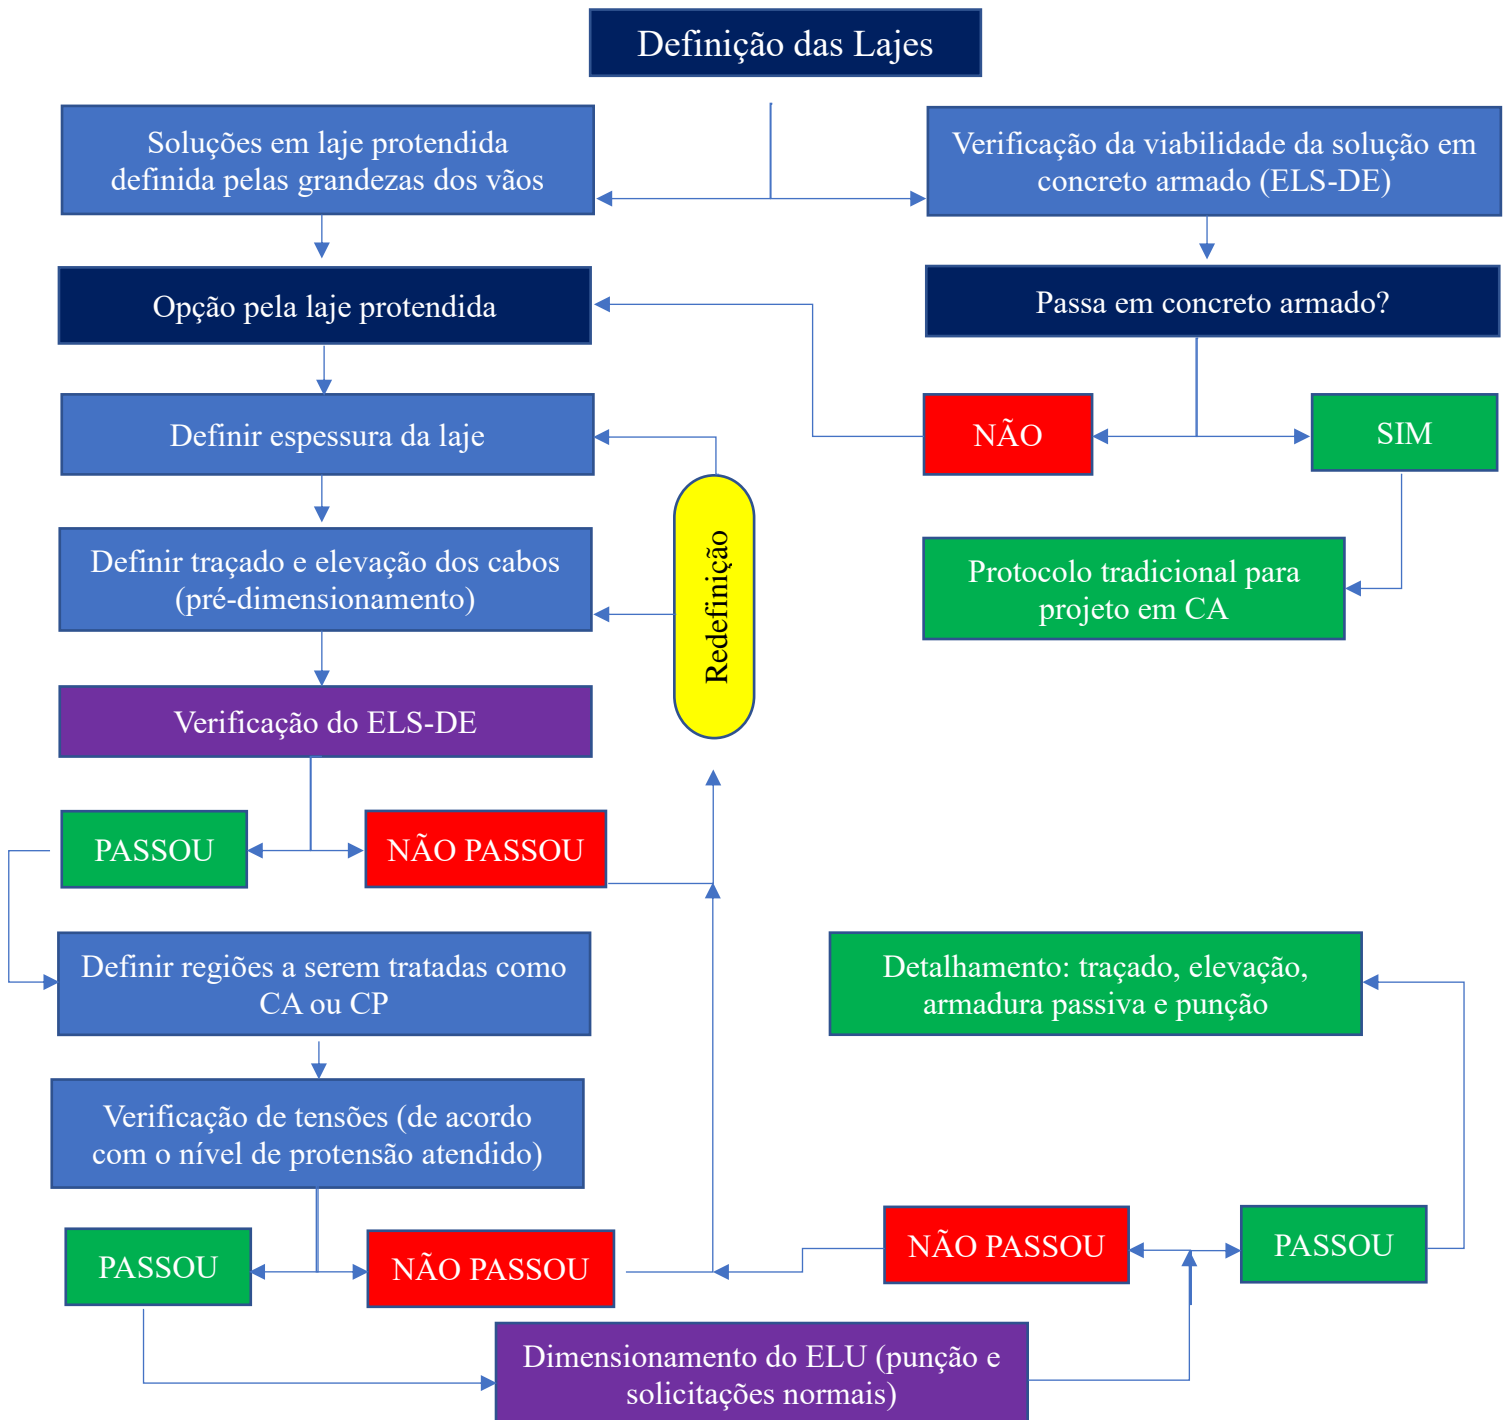 Definição das Lajes
Soluções em laje protendida
definida pelas grandezas dos vãos
Verificação da viabilidade da solução em
concreto armado (ELS-DE)
Opção pela laje protendida
Passa em concreto armado?
Definir espessura da laje
NÃO
SIM
Definir traçado e elevação dos cabos
(pré-dimensionamento)
Redefinição
Protocolo tradicional para
projeto em CA
Verificação do ELS-DE
PASSOU
NÃO PASSOU
Definir regiões a serem tratadas como
CA ou CP
Detalhamento: traçado, elevação,
armadura passiva e punção
Verificação de tensões (de acordo
com o nível de protensão atendido)
PASSOU
NÃO PASSOU
NÃO PASSOU
PASSOU
Dimensionamento do ELU (punção e
solicitações normais)